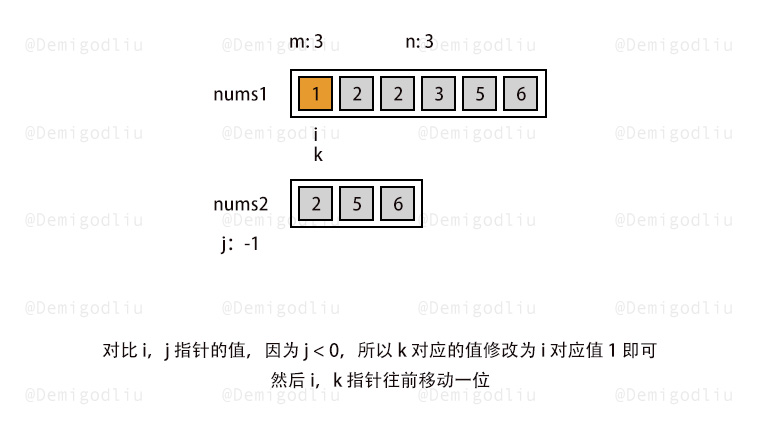 @Demigodliu @Demigodliu @Demigodliu @Demigodliu
m: 3 n: 3
nums1 1 2 2 3 5 6
@Demigodliu @Demigodliu @Demigodliu @Demigodliu
i
k
nums2 2 5 6
@Demigodliu @Demigodliu @Demigodliu @Demigodliu
j: -1
@Demigodliu @Demigodliu @Demigodliu @Demigodliu
对比 i，j 指针的值，因为 j < 0，所以 k 对应的值修改为 i 对应值 1 即可
然后 i，k 指针往前移动一位
@Demigodliu @Demigodliu @Demigodliu @Demigodliu